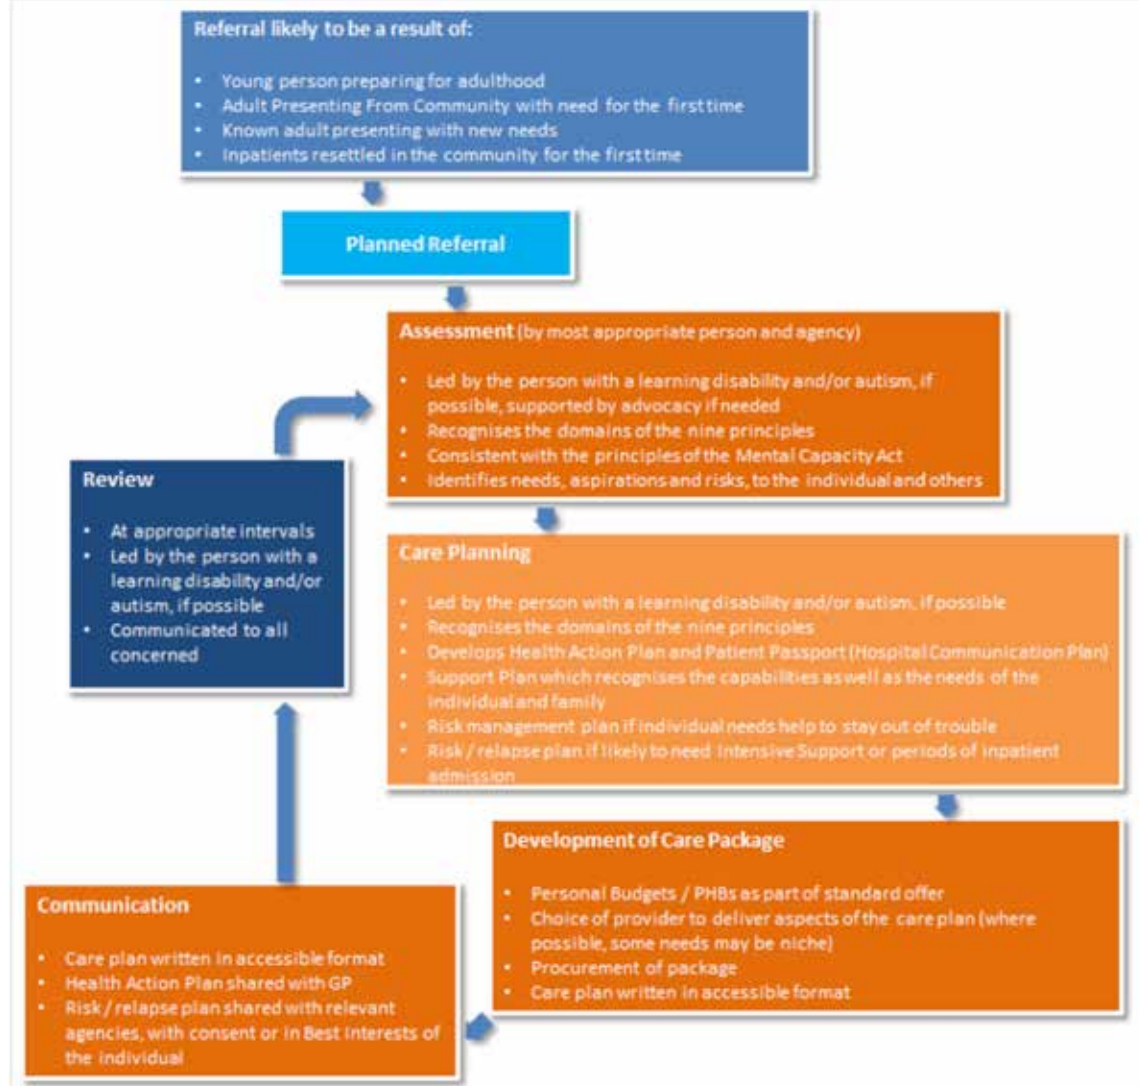 Referral likely to be a result of:
• Young person preparing for adulthood
• Adult Presenting From Community with need for the first time
• Known adult presenting with new needs
• Inpatients resettled in the community for the first time
Planned Referral
Assessment (by most appropriate person and agency)
• Led by the person with a learning disability and/or autism, if
possible, supported by advocacy if needed
• Recognises the domains of the nine principles
• Consistent with the principles of the Mental Capacity Act
• Identifies needs, aspirations and risks, to the individual and others
Care Planning
• Led by the person with a learning disability and/or autism, if possible
• Recognises the domains of the nine principles
• Develops Health Action Plan and Patient Passport (Hospital Communication Plan)
• Support Plan which recognises the capabilities as well as the needs of the
individual and family
• Risk management plan if individual needs help to stay out of trouble
• Risk / relapse plan if likely to need Intensive Support or periods of inpatient
admission
Development of Care Package
• Personal Budgets / PHBs as part of standard offer
• Choice of provider to deliver aspects of the care plan (where
possible, some needs may be niche)
• Procurement of package
• Care plan written in accessible format
Communication
• Care plan written in accessible format
• Health Action Plan shared with GP
• Risk / relapse plan shared with relevant
agencies, with consent or in Best Interests of
the individual
Review
• At appropriate intervals
• Led by the person with a
learning disability and/or
autism, if possible
• Communicated to all
concerned